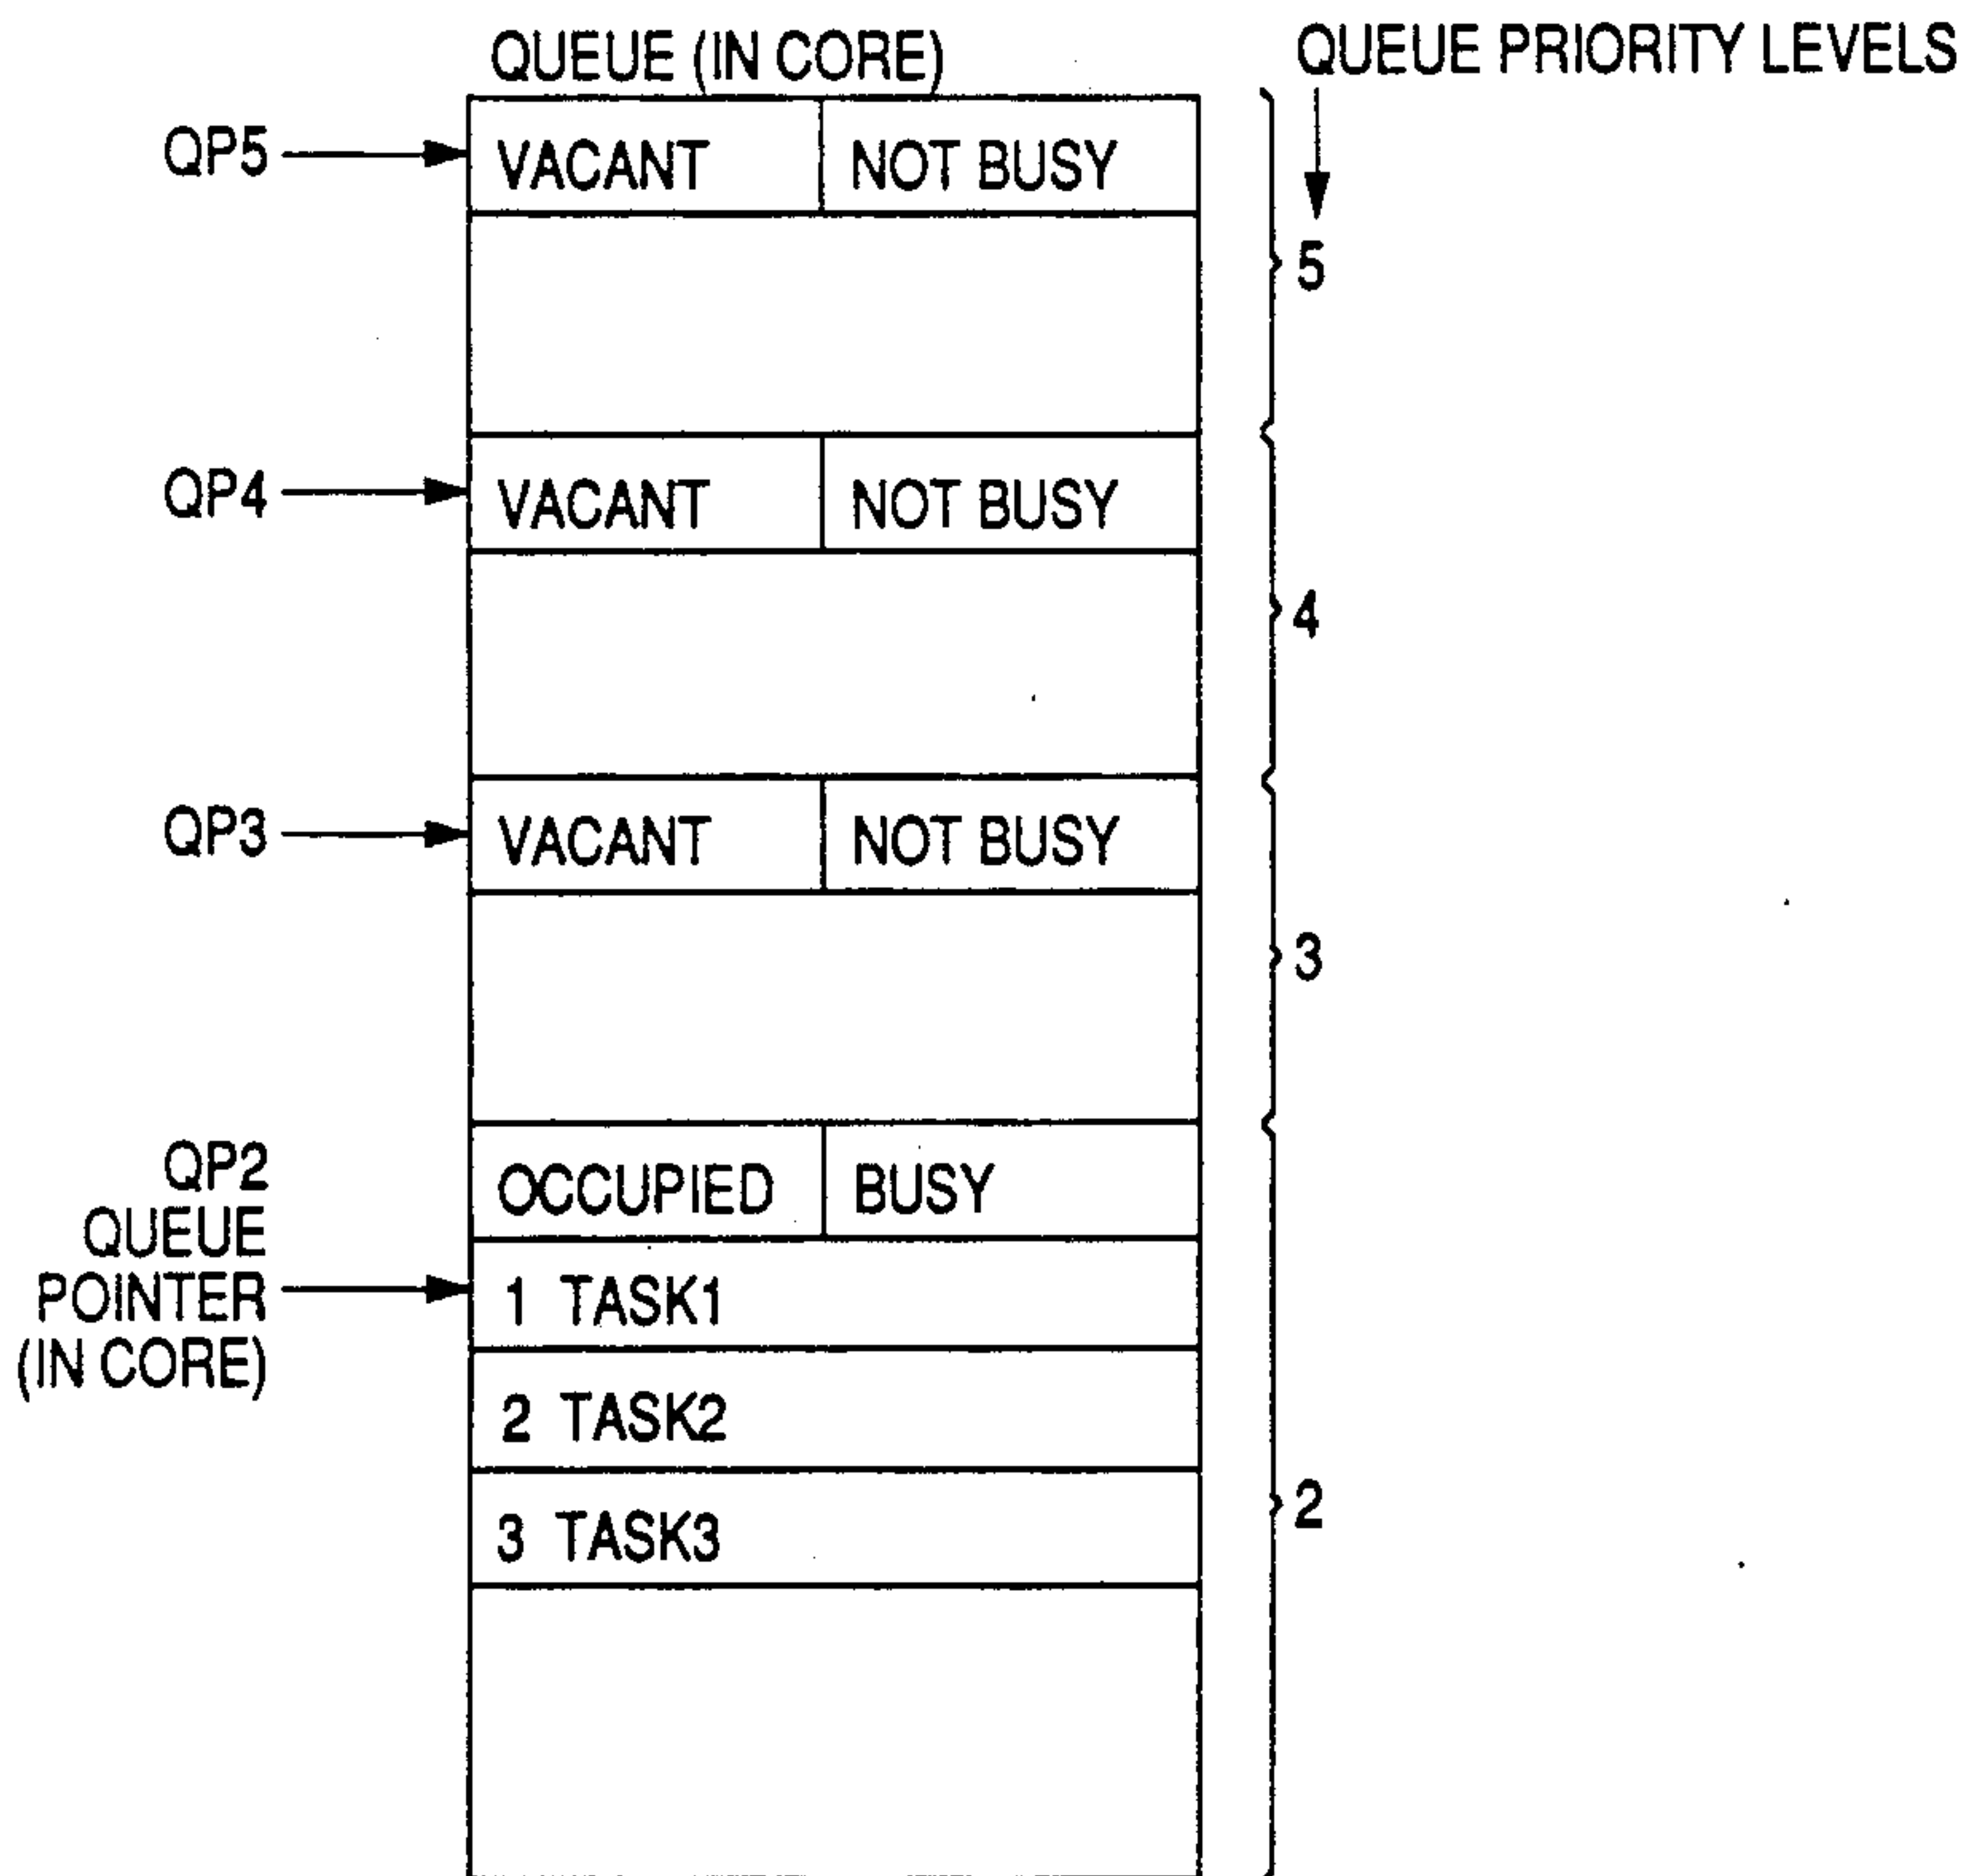 QUEUE (IN CORE)
QUEUE PRIORITY LEVELS
QP5
VACANT
NOT BUSY
5
QP4
VACANT
NOT BUSY
4
QP3
VACANT
NOT BUSY
3
QP2
QUEUE
POINTER
(IN CORE)
OCCUPIED
BUSY
1 TASK1
2 TASK2
3 TASK3
2